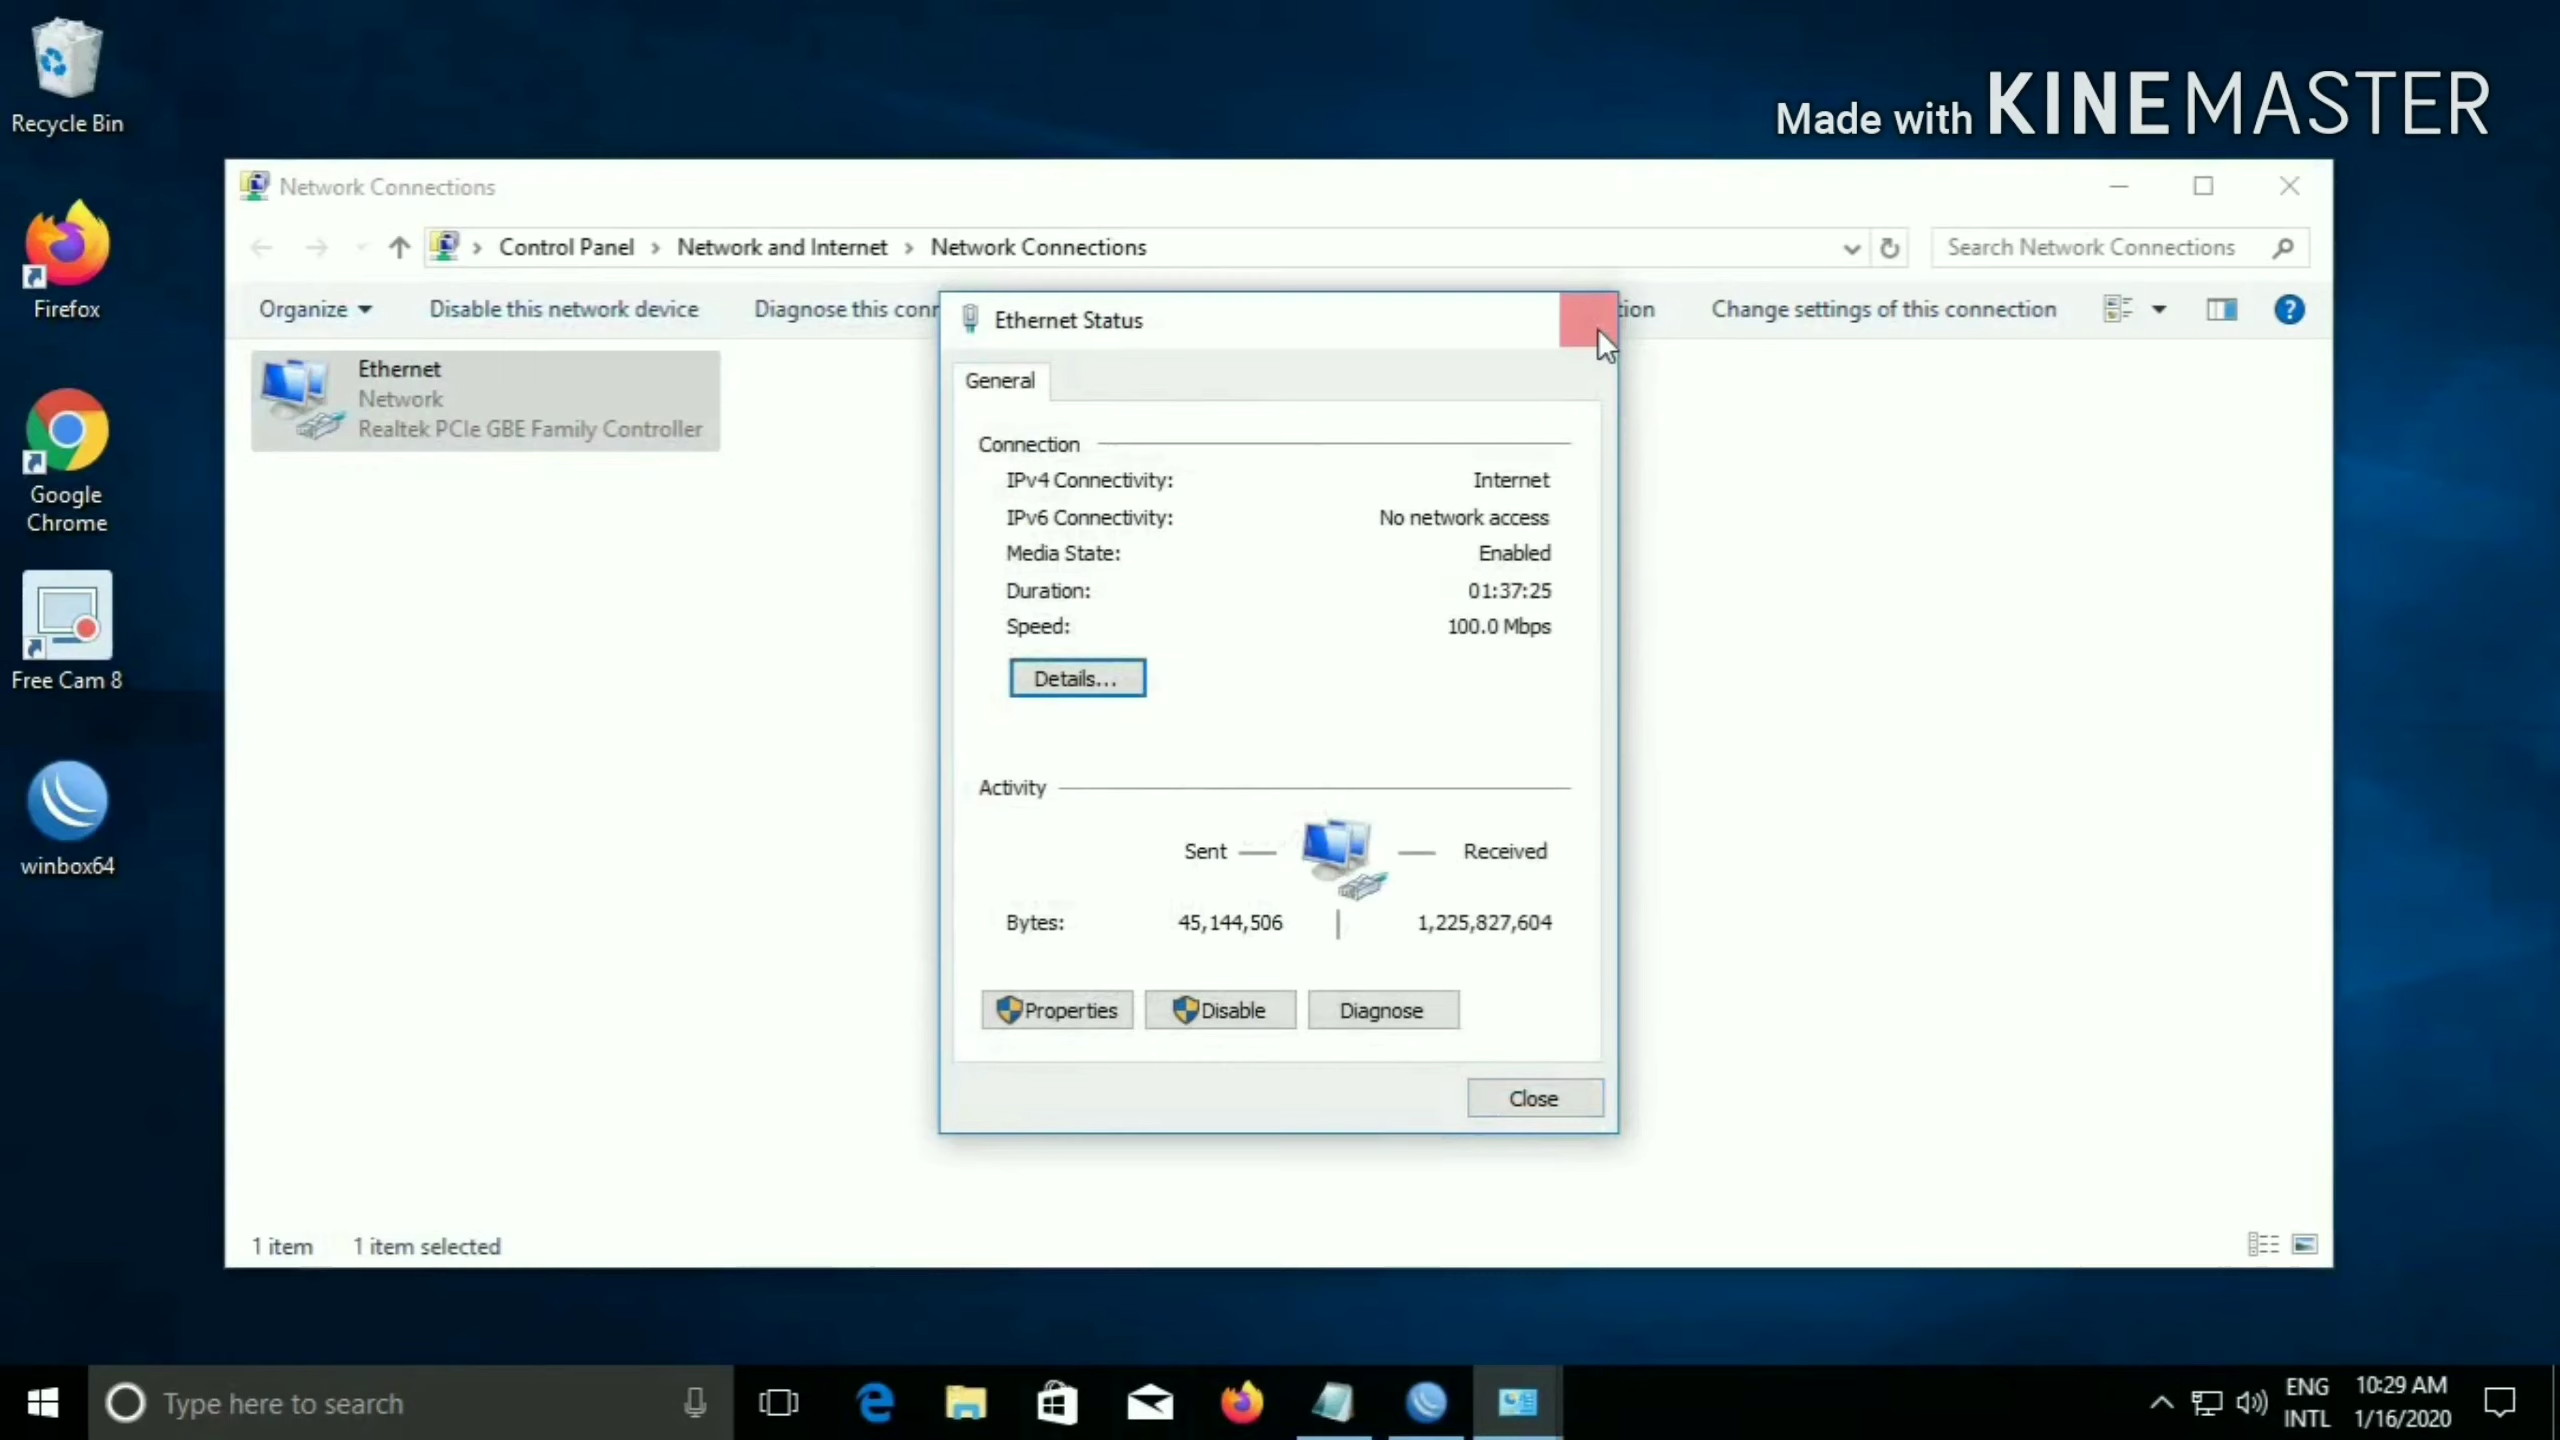 Recycle Bin
Made with KINEMASTER
Network Connections
Control Panel
Network and Internet
Network Connections
Search Network Connections
Organize
Disable this network device
Diagnose this conr
tion
Change settings of this connection
Firefox
Ethernet
Network
Realtek PCIe GBE Family Controller
Google
Chrome
Free Cam 8
winbox64
Ethernet Status
General
Connection
IPv4 Connectivity: Internet
IPv6 Connectivity: No network access
Media State: Enabled
Duration: 01:37:25
Speed: 100.0 Mbps
Details...
Activity
Sent Received
Bytes: 45,144,506 1,225,827,604
Properties Disable Diagnose
Close
1 item 1 item selected
Type here to search
ENG
INTL
10:29 AM
1/16/2020